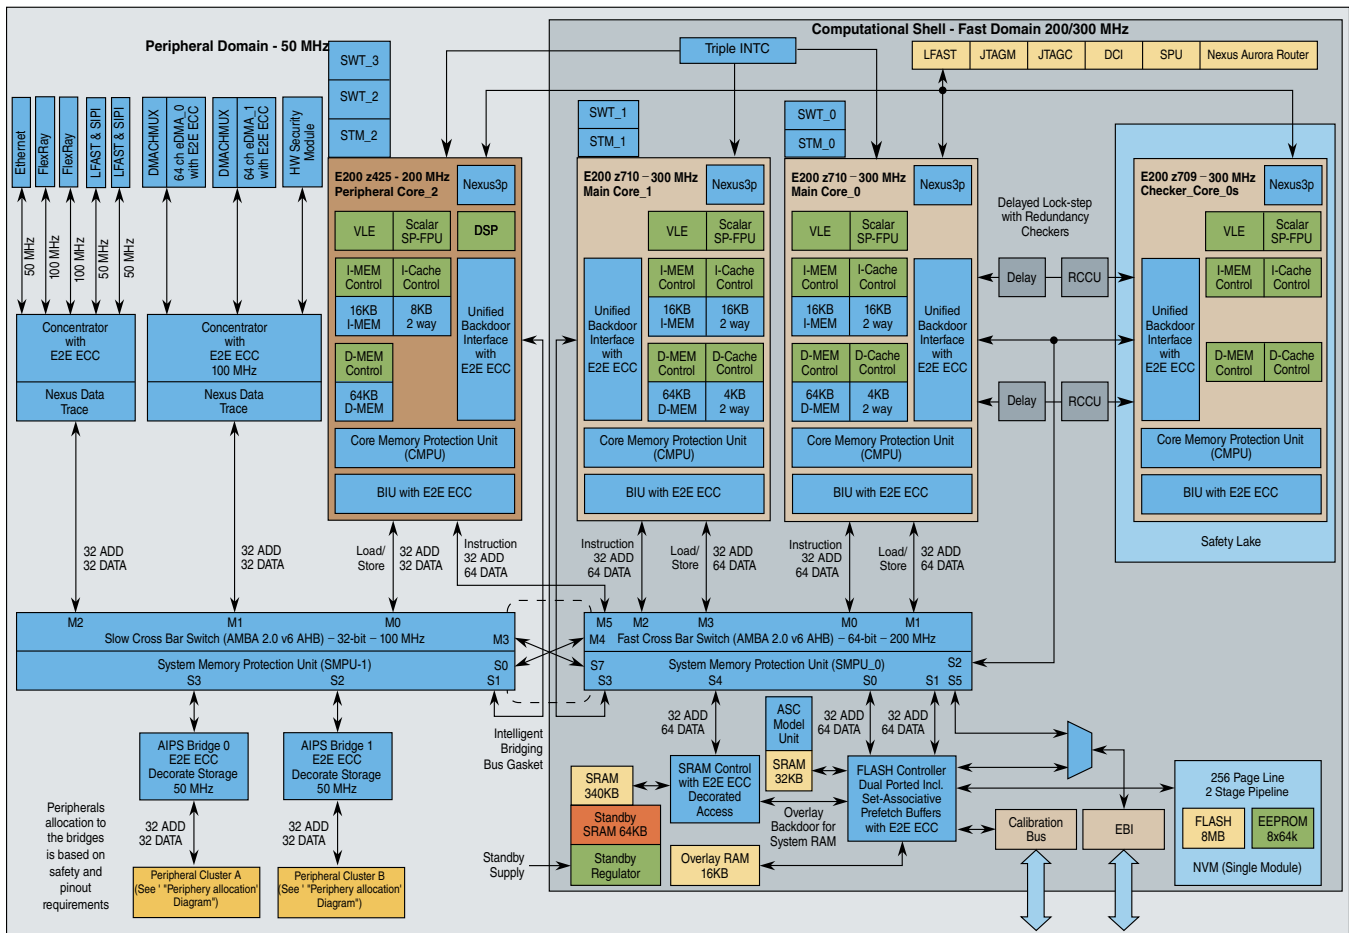 Computational Shell - Fast Domain 200/300 MHz
Peripheral Domain - 50 MHz
SWT_3
SWT_2
STM_2
Triple INTC
LFAST
JTAGM
JTAGC
DCI
SPU
Nexus Aurora Router
Ethernet
FlexRay
FlexRay
LFAST & SIPI
LFAST & SIPI
DMACHMUX
64 ch eDMA_0
with E2E ECC
DMACHMUX
64 ch eDMA_1
with E2E ECC
HW Security
Module
SWT_1
STM_1
SWT_0
STM_0
50 MHz
100 MHz
100 MHz
50 MHz
50 MHz
Concentrator
with
E2E ECC
Nexus Data
Trace
Concentrator
with
E2E ECC
100 MHz
Nexus Data
Trace
E200 z425 - 200 MHz
Peripheral Core_2
Nexus3p
VLE
Scalar
SP-FPU
DSP
I-MEM
Control
I-Cache
Control
16KB
I-MEM
8KB
2 way
D-MEM
Control
64KB
D-MEM
Unified
Backdoor
Interface
with
E2E ECC
Core Memory Protection Unit
(CMPU)
BIU with E2E ECC
E200 z710 – 300 mHz
Main Core_1
Nexus3p
VLE
Scalar
SP-FPU
Unified
Backdoor
Interface
with
E2E ECC
I-MEM
Control
I-Cache
Control
16KB
I-MEM
16KB
2 way
D-MEM
Control
D-Cache
Control
64KB
D-MEM
4KB
2 way
Core Memory Protection Unit
(CMPU)
BIU with E2E ECC
E200 z710 – 300 mHz
Main Core_0
Nexus3p
VLE
Scalar
SP-FPU
I-MEM
Control
I-Cache
Control
16KB
I-MEM
16KB
2 way
D-MEM
Control
D-Cache
Control
64KB
D-MEM
4KB
2 way
Unified
Backdoor
Interface
with
E2E ECC
Core Memory Protection Unit
(CMPU)
BIU with E2E ECC
Delayed Lock-step
with Redundancy
Checkers
Delay
RCCU
Delay
RCCU
E200 z709 – 300 mHz
Checker_Core_0s
Nexus3p
VLE
Scalar
SP-FPU
Unified
Backdoor
Interface
with
E2E ECC
I-MEM
Control
I-Cache
Control
D-MEM
Control
D-Cache
Control
Core Memory Protection Unit
(CMPU)
BIU with E2E ECC
Safety Lake
32 ADD
32 DATA
32 ADD
32 DATA
Load/
Store
32 ADD
32 DATA
Instruction
32 ADD
64 DATA
Instruction
32 ADD
64 DATA
Load/
Store
32 ADD
64 DATA
Instruction
32 ADD
64 DATA
Load/
Store
32 ADD
64 DATA
M2
M1
M0
Slow Cross Bar Switch (AMBA 2.0 v6 AHB) – 32-bit – 100 MHz
M3
System Memory Protection Unit (SMPU-1)
S0
S3
S2
S1
M5
M2
M3
M0
M1
M4
Fast Cross Bar Switch (AMBA 2.0 v6 AHB) – 64-bit – 200 MHz
S7
System Memory Protection Unit (SMPU_0)
S2
S3
S4
S0
S1
S5
AIPS Bridge 0
E2E ECC
Decorate Storage
50 MHz
AIPS Bridge 1
E2E ECC
Decorate Storage
50 MHz
Intelligent
Bridging
Bus Gasket
32 ADD
64 DATA
ASC
Model
Unit
SRAM
32KB
32 ADD
64 DATA
32 ADD
64 DATA
SRAM
340KB
Standby
SRAM 64KB
Standby
Regulator
SRAM Control
with E2E ECC
Decorated
Access
FLASH Controller
Dual Ported Incl.
Set-Associative
Prefetch Buffers
with E2E ECC
Overlay
Backdoor for
System RAM
Overlay RAM
16KB
Calibration
Bus
EBI
256 Page Line
2 Stage Pipeline
FLASH
8MB
EEPROM
8x64k
NVM (Single Module)
Peripherals
allocation to
the bridges
is based on
safety and
pinout
requirements
32 ADD
32 DATA
32 ADD
32 DATA
Standby
Supply
Peripheral Cluster A
(See ' "Periphery allocation'
Diagram")
Peripheral Cluster B
(See ' "Periphery allocation'
Diagram")